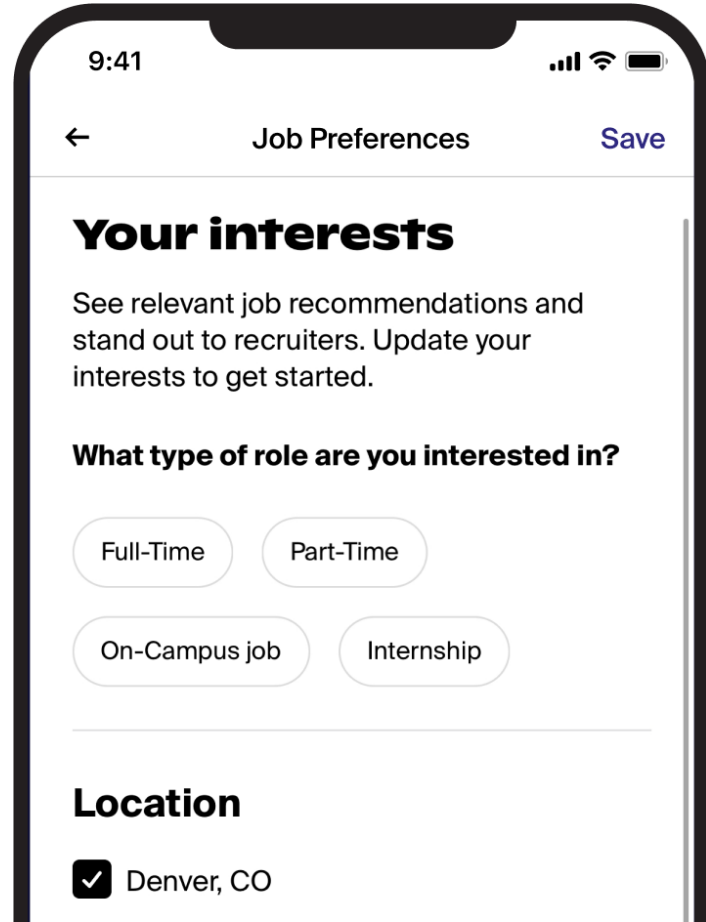 9:41
Job Preferences
Save
Your interests
See relevant job recommendations and
stand out to recruiters. Update your
interests to get started.
What type of role are you interested in?
Full-Time
Part-Time
On-Campus job
Internship
Location
Denver, CO